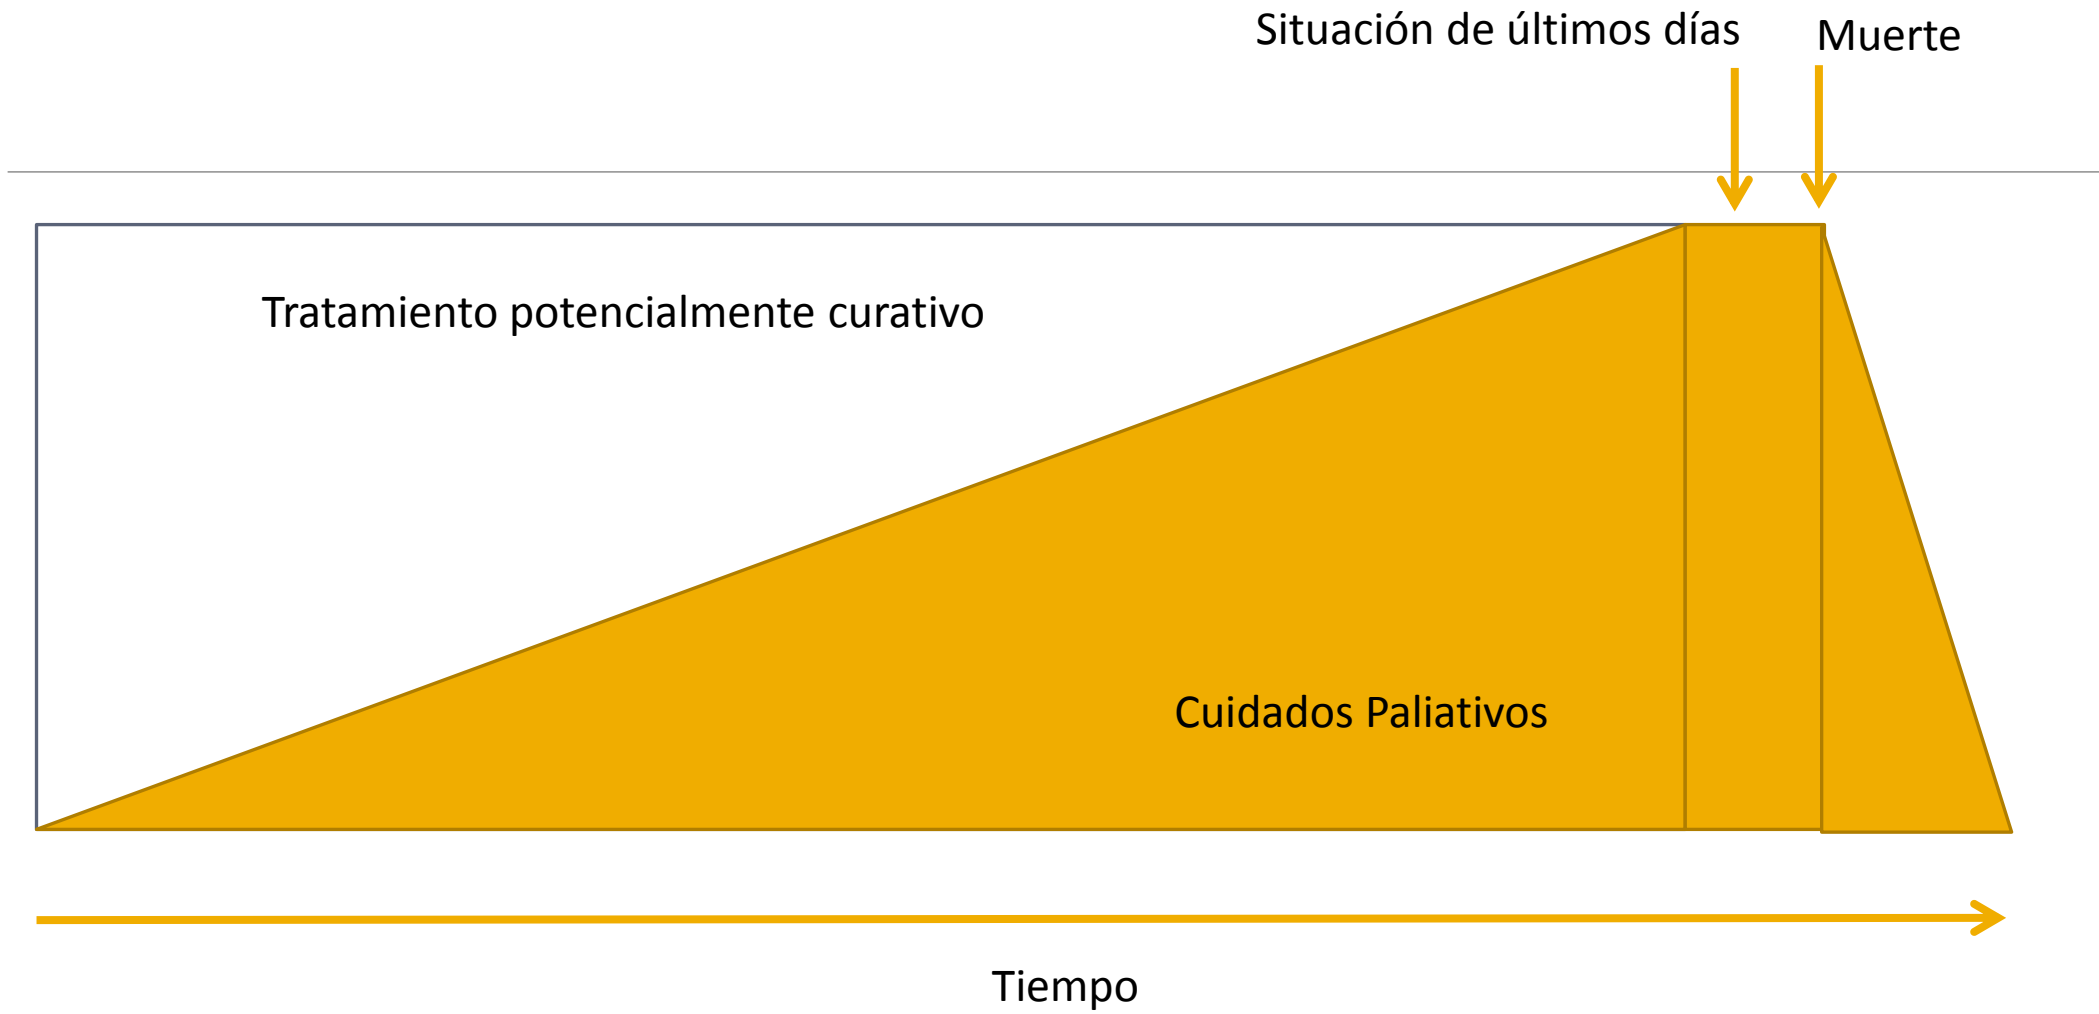 Situación de últimos días
Muerte
Tratamiento potencialmente curativo
Cuidados Paliativos
Tiempo